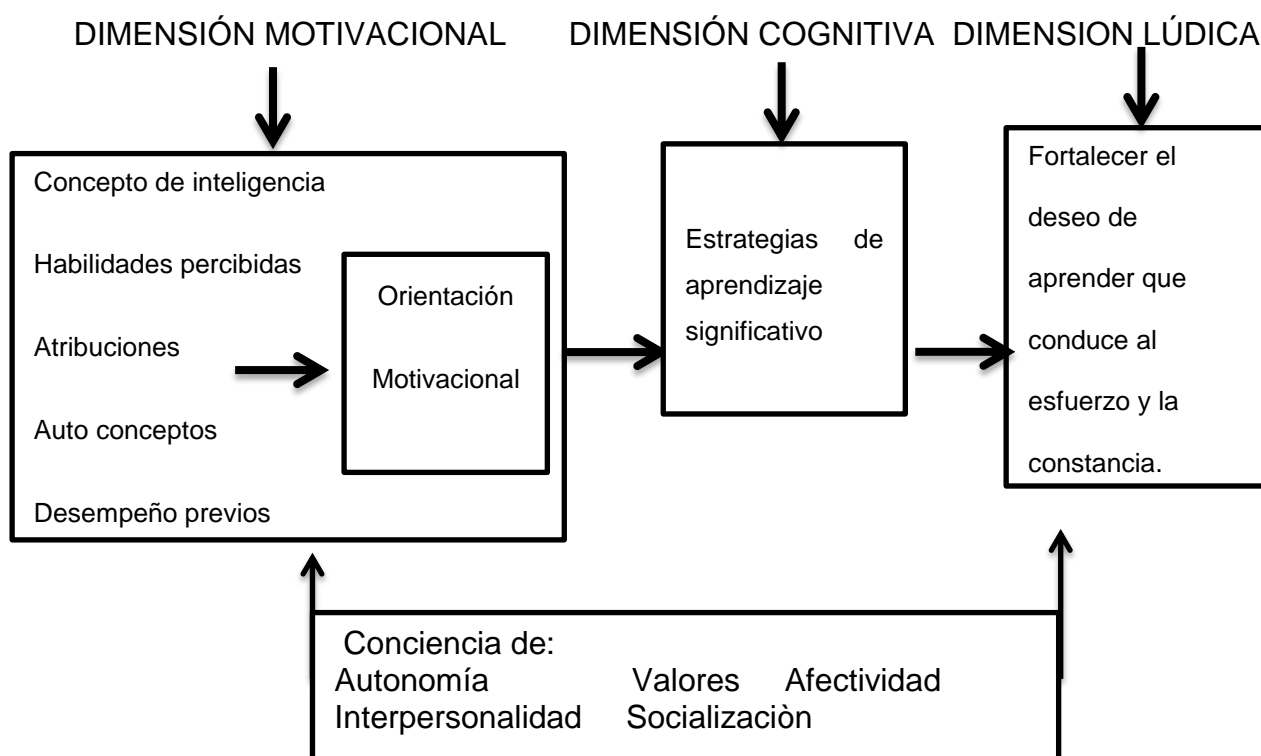 DIMENSIÓN MOTIVACIONAL
DIMENSIÓN COGNITIVA
DIMENSION LÚDICA
Concepto de inteligencia
Habilidades percibidas
Atribuciones
Auto conceptos
Desempeño previos
Orientación
Motivacional
Estrategias de
aprendizaje
significativo
Fortalecer el
deseo de
aprender que
conduce al
esfuerzo y la
constancia.
Conciencia de:
Autonomía Valores Afectividad
Interpersonalidad Socializaciòn